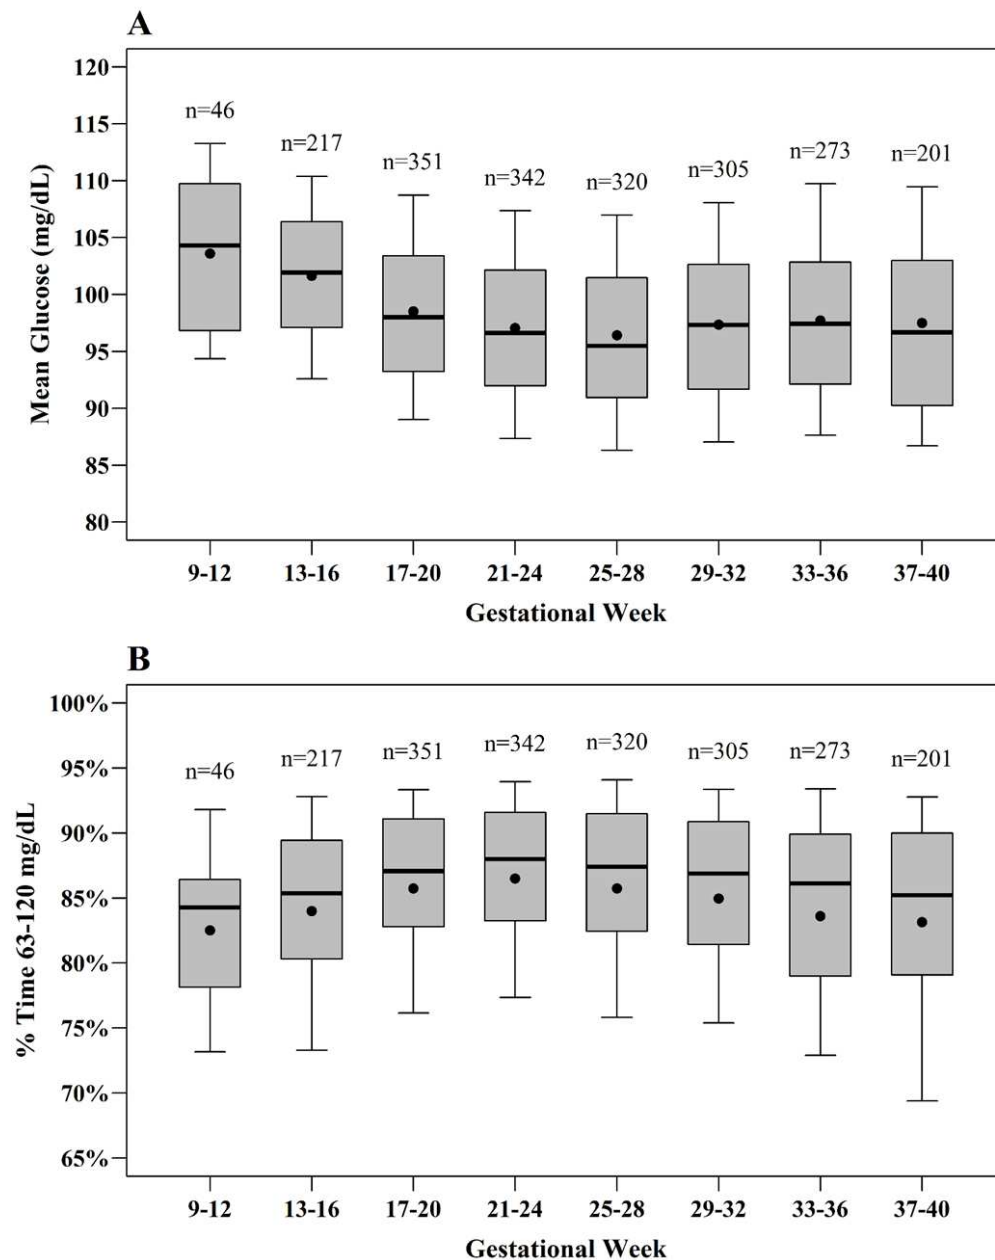 A
120
n=46
115
n=217
n=351
n=342
n=320
n=305
n=273
n=201
110
105
100
95
90
85
80
Mean Glucose (mg/dL)
9-12 13-16 17-20 21-24 25-28 29-32 33-36 37-40
Gestational Week
B
100%
n=46
n=217
n=351
n=342
n=320
n=305
n=273
n=201
95%
90%
85%
80%
75%
70%
65%
% Time 63-120 mg/dL
9-12 13-16 17-20 21-24 25-28 29-32 33-36 37-40
Gestational Week